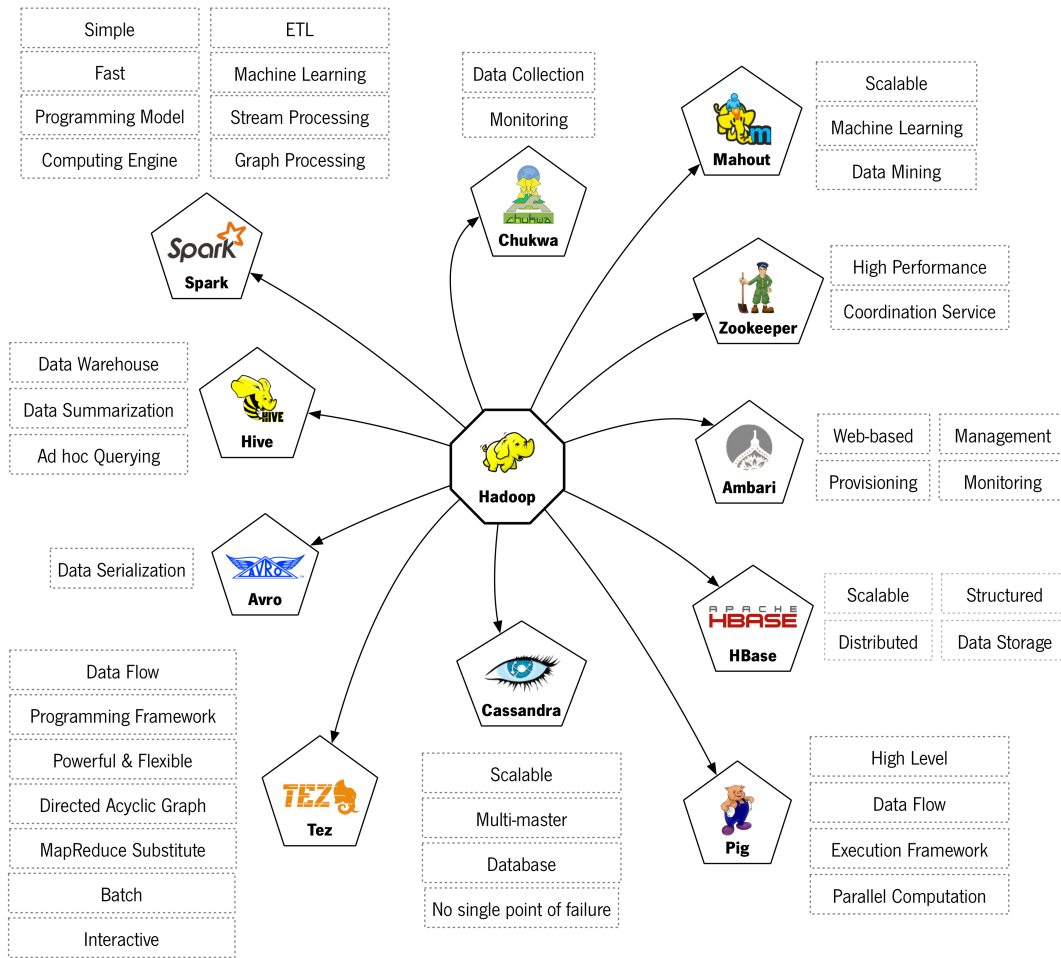 Simple
ETL
Fast
Machine Learning
Programming Model
Stream Processing
Computing Engine
Graph Processing
Spark
Spark
Data Collection
Monitoring
chukwa
Chukwa
m
Mahout
Scalable
Machine Learning
Data Mining
Zookeeper
High Performance
Coordination Service
Data Warehouse
Data Summarization
Ad hoc Querying
HIVE
Hive
Hadoop
Ambari
Web-based
Management
Provisioning
Monitoring
Data Serialization
AVRO
Avro
APACHE
HBASE
HBase
Scalable
Structured
Distributed
Data Storage
Cassandra
Scalable
Multi-master
Database
No single point of failure
Data Flow
Programming Framework
Powerful & Flexible
Directed Acyclic Graph
MapReduce Substitute
Batch
Interactive
TEZ
Tez
Pig
High Level
Data Flow
Execution Framework
Parallel Computation